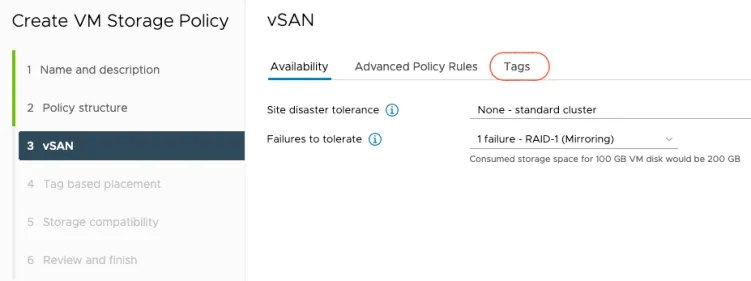 Create VM Storage Policy
1 Name and description
2 Policy structure
3 vSAN
4 Tag based placement
5 Storage compatibility
6 Review and finish
vSAN
Availability Advanced Policy Rules Tags
Site disaster tolerance None - standard cluster
Failures to tolerate 1 failure - RAID-1 (Mirroring)
Consumed storage space for 100 GB VM disk would be 200 GB